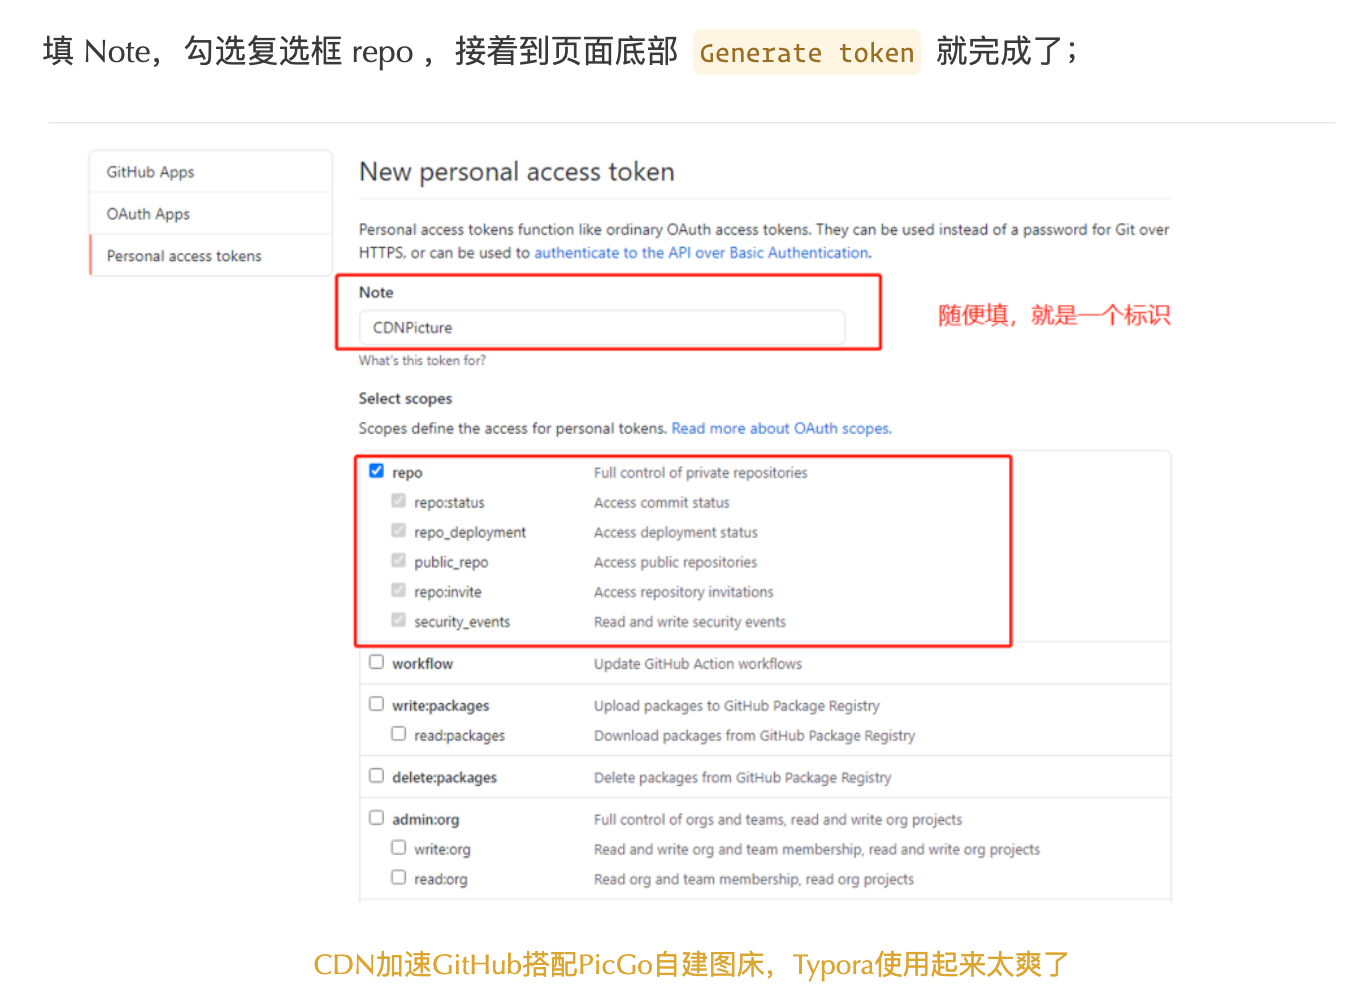 填 Note，勾选复选框 repo ，接着到页面底部 Generate token 就完成了；
GitHub Apps
OAuth Apps
Personal access tokens
New personal access token
Personal access tokens function like ordinary OAuth access tokens. They can be used instead of a password for Git over
HTTPS, or can be used to authenticate to the API over Basic Authentication.
Note
CDNPicture
随便填，就是一个标识
What's this token for?
Select scopes
Scopes define the access for personal tokens. Read more about OAuth scopes.
repo Full control of private repositories
repo:status Access commit status
repo_deployment Access deployment status
public_repo Access public repositories
repo:invite Access repository invitations
security_events Read and write security events
workflow Update GitHub Action workflows
write:packages Upload packages to GitHub Package Registry
read:packages Download packages from GitHub Package Registry
delete:packages Delete packages from GitHub Package Registry
admin:org Full control of orgs and teams, read and write org projects
write:org Read and write org and team membership, read and write org projects
read:org Read org and team membership, read org projects
CDN加速GitHub搭配PicGo自建图床，Typora使用起来太爽了